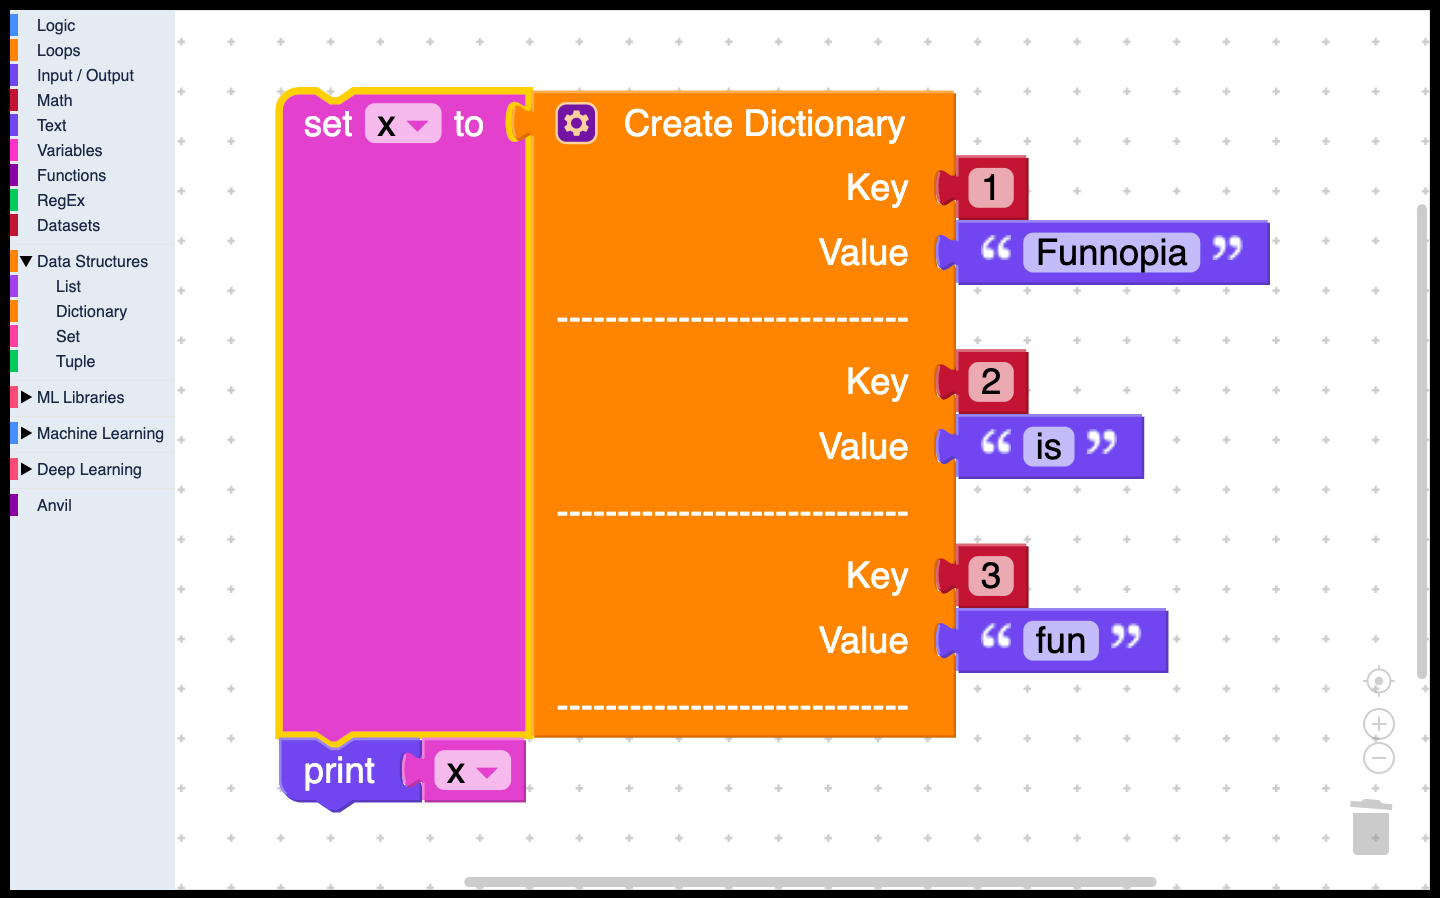 Logic
Loops
Input / Output
Math
Text
Variables
Functions
RegEx
Datasets
Data Structures
List
Dictionary
Set
Tuple
ML Libraries
Machine Learning
Deep Learning
Anvil
set x to Create Dictionary
Key 1
Value “ Funnopia ”
---------------------------
Key 2
Value “ is ”
---------------------------
Key 3
Value “ fun ”
---------------------------
print x